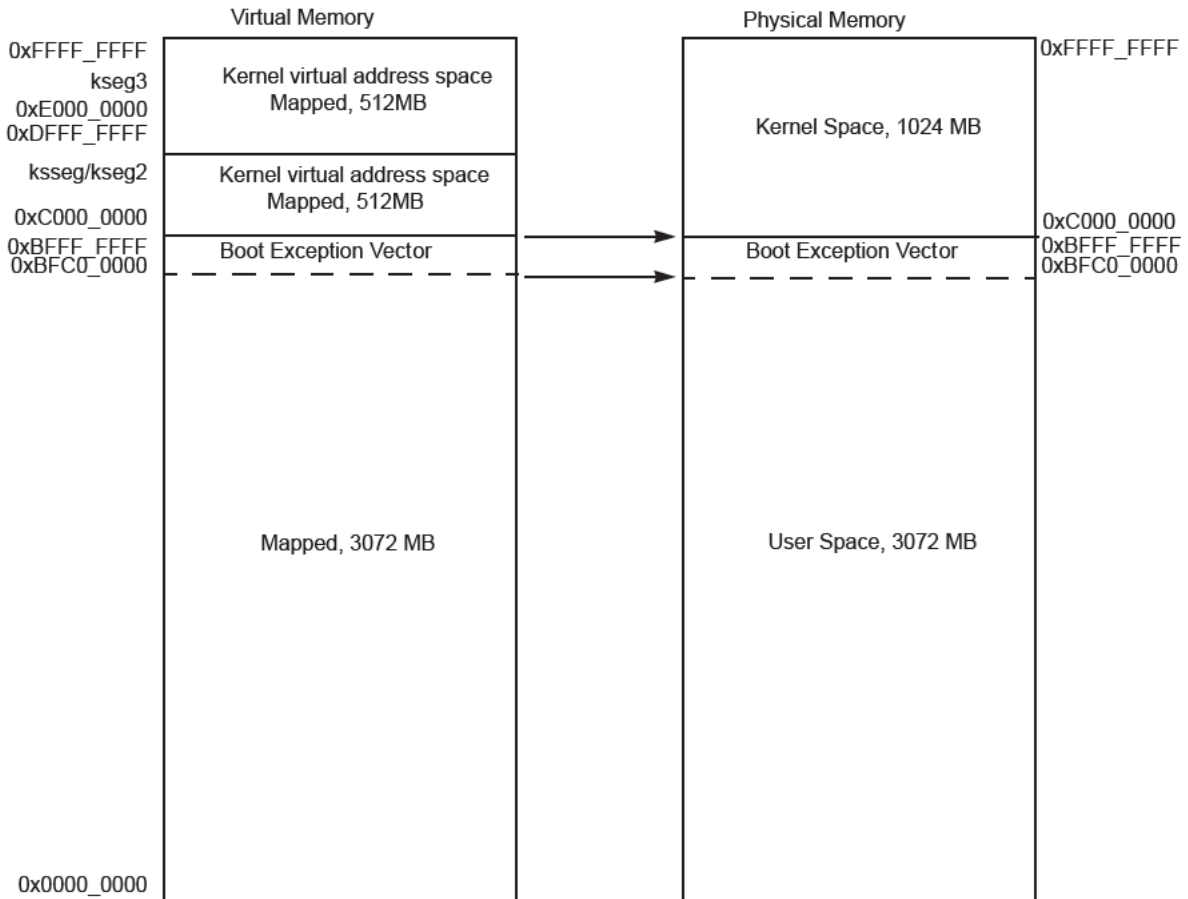 Virtual Memory
Physical Memory
0xFFFF_FFFF
kseg3
0xE000_0000
0xDFFF_FFFF
ksseg/kseg2
0xC000_0000
0xBFFF_FFFF
0xBFC0_0000
0x0000_0000
Kernel virtual address space
Mapped, 512MB
Kernel virtual address space
Mapped, 512MB
Boot Exception Vector
Mapped, 3072 MB
Kernel Space, 1024 MB
Boot Exception Vector
User Space, 3072 MB
0xFFFF_FFFF
0xC000_0000
0xBFFF_FFFF
0xBFC0_0000